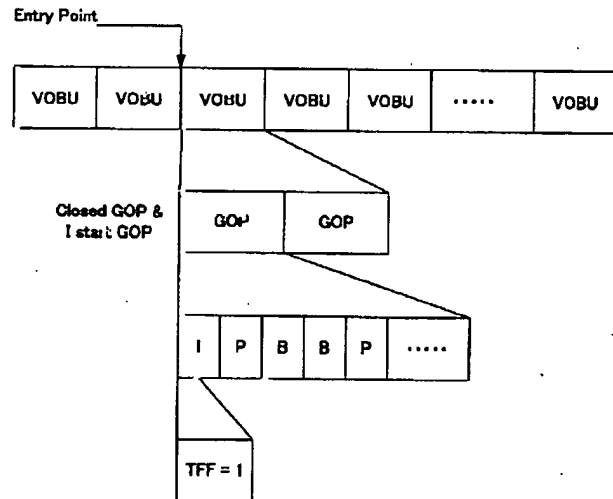 Entry Point
VOBU VOBU VOBU VOBU VOBU ..... VOBU
Closed GOP &
I start GOP
GOP GOP
I P B B P .....
TFF = 1